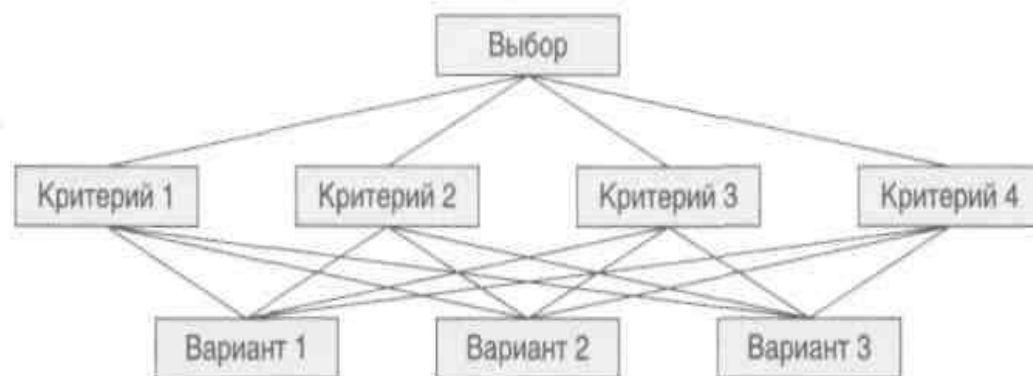 Выбор
Критерий 1
Критерий 2
Критерий 3
Критерий 4
Вариант 1
Вариант 2
Вариант 3